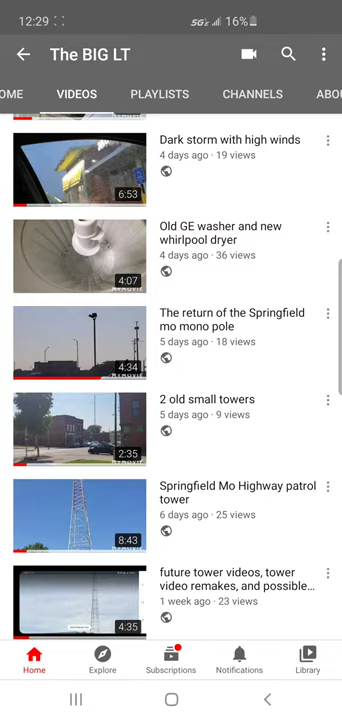 12:29
5GE 16%
The BIG LT
OME VIDEOS PLAYLISTS CHANNELS ABOU
Dark storm with high winds
4 days ago · 19 views
6:53
Old GE washer and new
whirlpool dryer
4 days ago · 36 views
4:07
The return of the Springfield
mo mono pole
5 days ago · 18 views
4:34
2 old small towers
5 days ago · 9 views
2:35
Springfield Mo Highway patrol
tower
6 days ago · 25 views
8:43
future tower videos, tower
video remakes, and possible...
1 week ago · 23 views
4:35
Home Explore Subscriptions Notifications Library